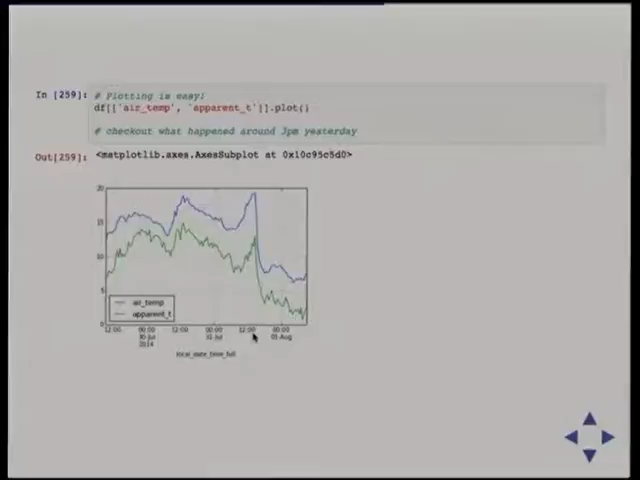 In [259]: # Plotting is easy!
df[['air_temp', 'apparent_t']].plot()
# checkout what happened around 3pm yesterday
Out[259]: <matplotlib.axes.AxesSubplot at 0x10c95c5d0>
20
15
10
5
0
air_temp
apparent_t
12:00 00:00 12:00 00:00 12:00 00:00
30 Jul 31 Jul 01 Aug
2014
local_date_time_full